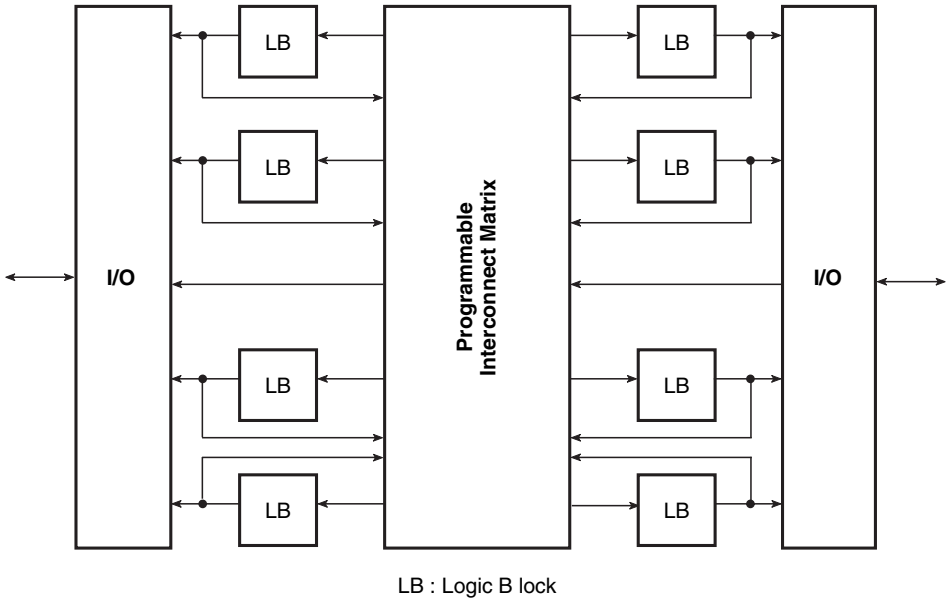 LB
LB
LB
LB
I/O
Programmable
Interconnect Matrix
I/O
LB
LB
LB
LB
LB : Logic B lock